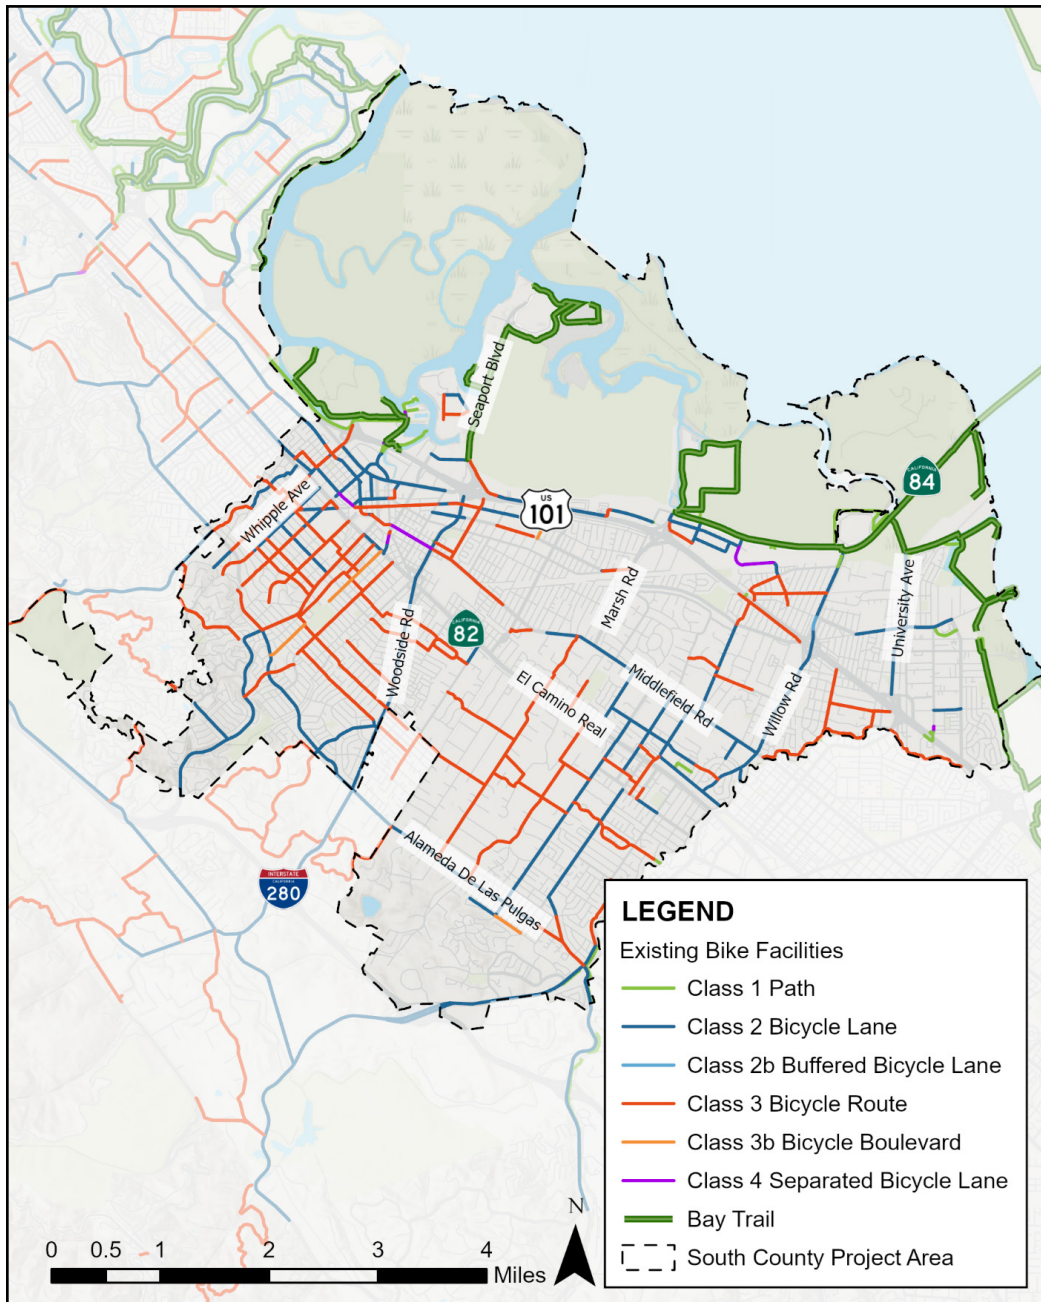 Seaport Blvd
CALIFORNIA
84
Whipple Ave
US
101
Marsh Rd
University Ave
CALIFORNIA
82
Woodside Rd
Middlefield Rd
El Camino Real
Willow Rd
Alameda De Las Pulgas
INTERSTATE
CALIFORNIA
280
LEGEND
Existing Bike Facilities
Class 1 Path
Class 2 Bicycle Lane
Class 2b Buffered Bicycle Lane
Class 3 Bicycle Route
Class 3b Bicycle Boulevard
Class 4 Separated Bicycle Lane
Bay Trail
South County Project Area
N
0 0.5 1 2 3 4
Miles